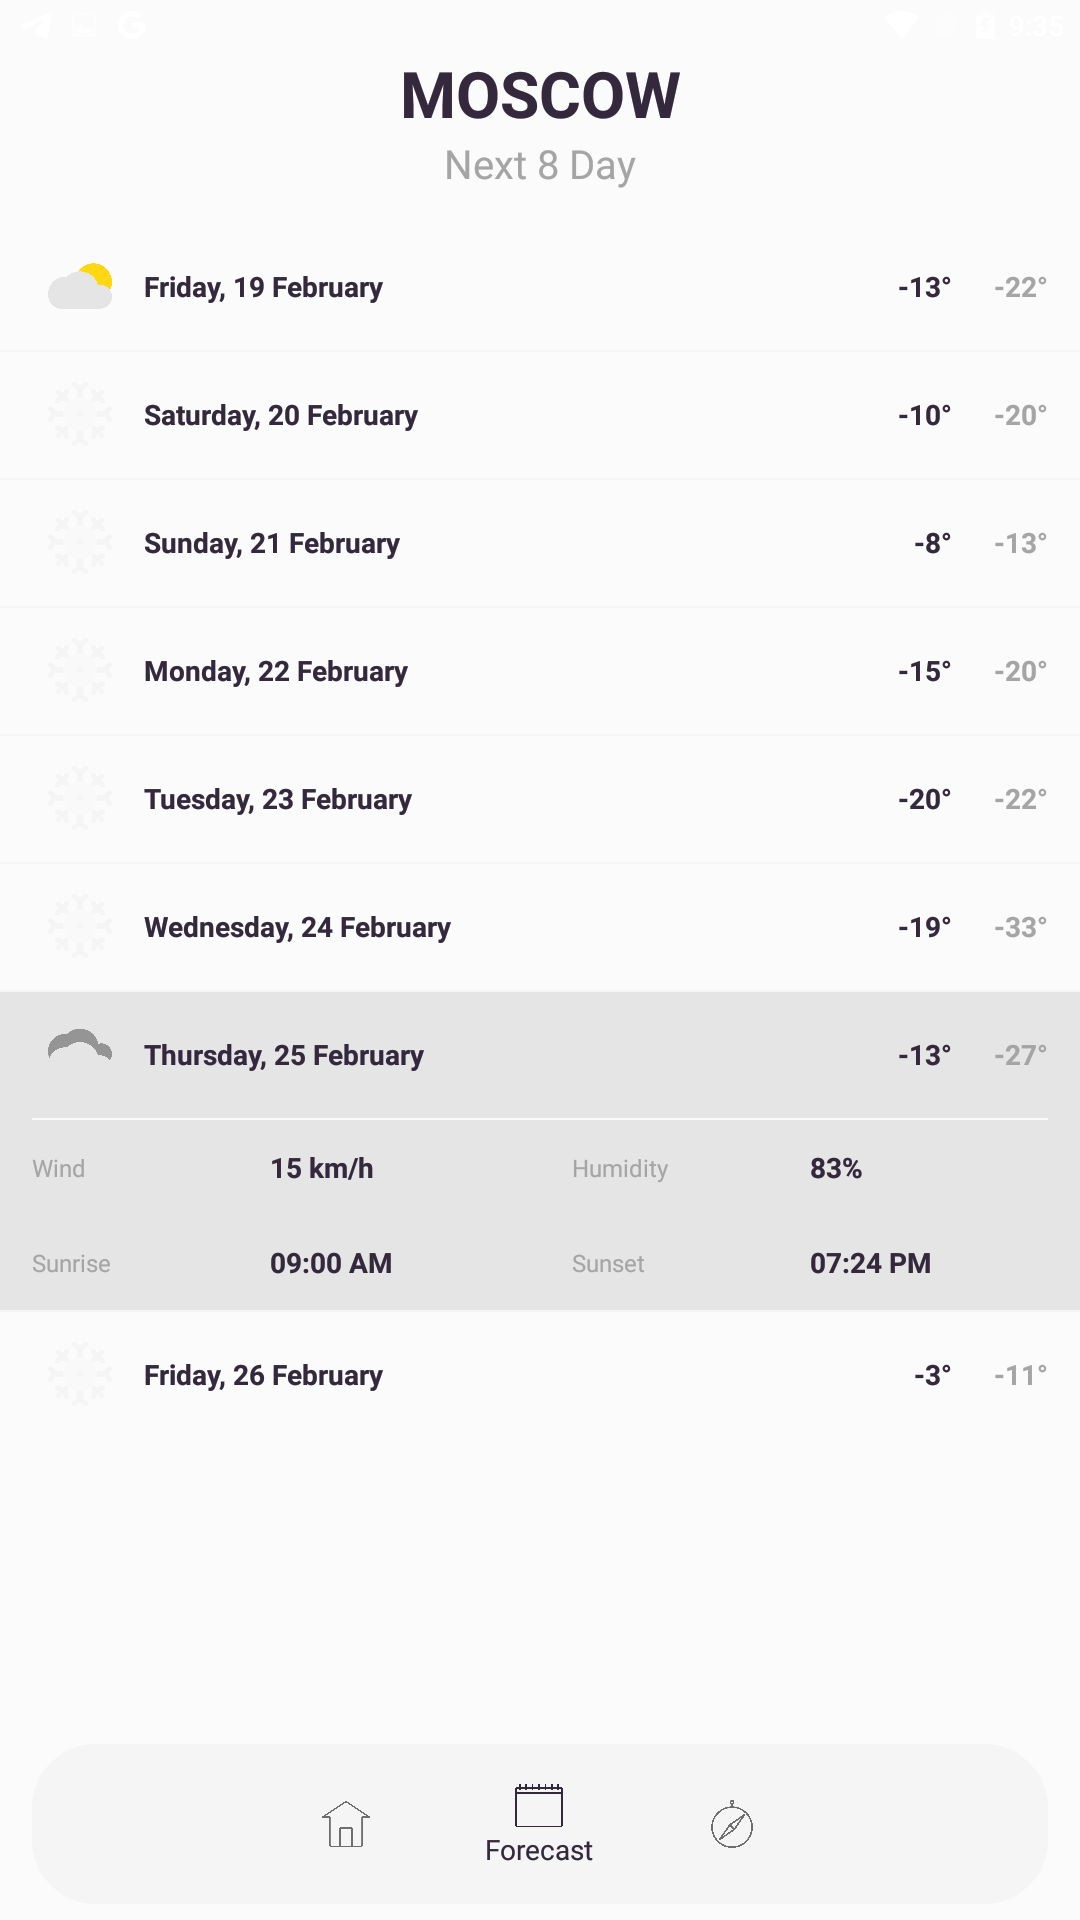 9:35
MOSCOW
Next 8 Day
Friday, 19 February -13° -22°
Saturday, 20 February -10° -20°
Sunday, 21 February -8° -13°
Monday, 22 February -15° -20°
Tuesday, 23 February -20° -22°
Wednesday, 24 February -19° -33°
Thursday, 25 February -13° -27°
Wind 15 km/h Humidity 83%
Sunrise 09:00 AM Sunset 07:24 PM
Friday, 26 February -3° -11°
Forecast